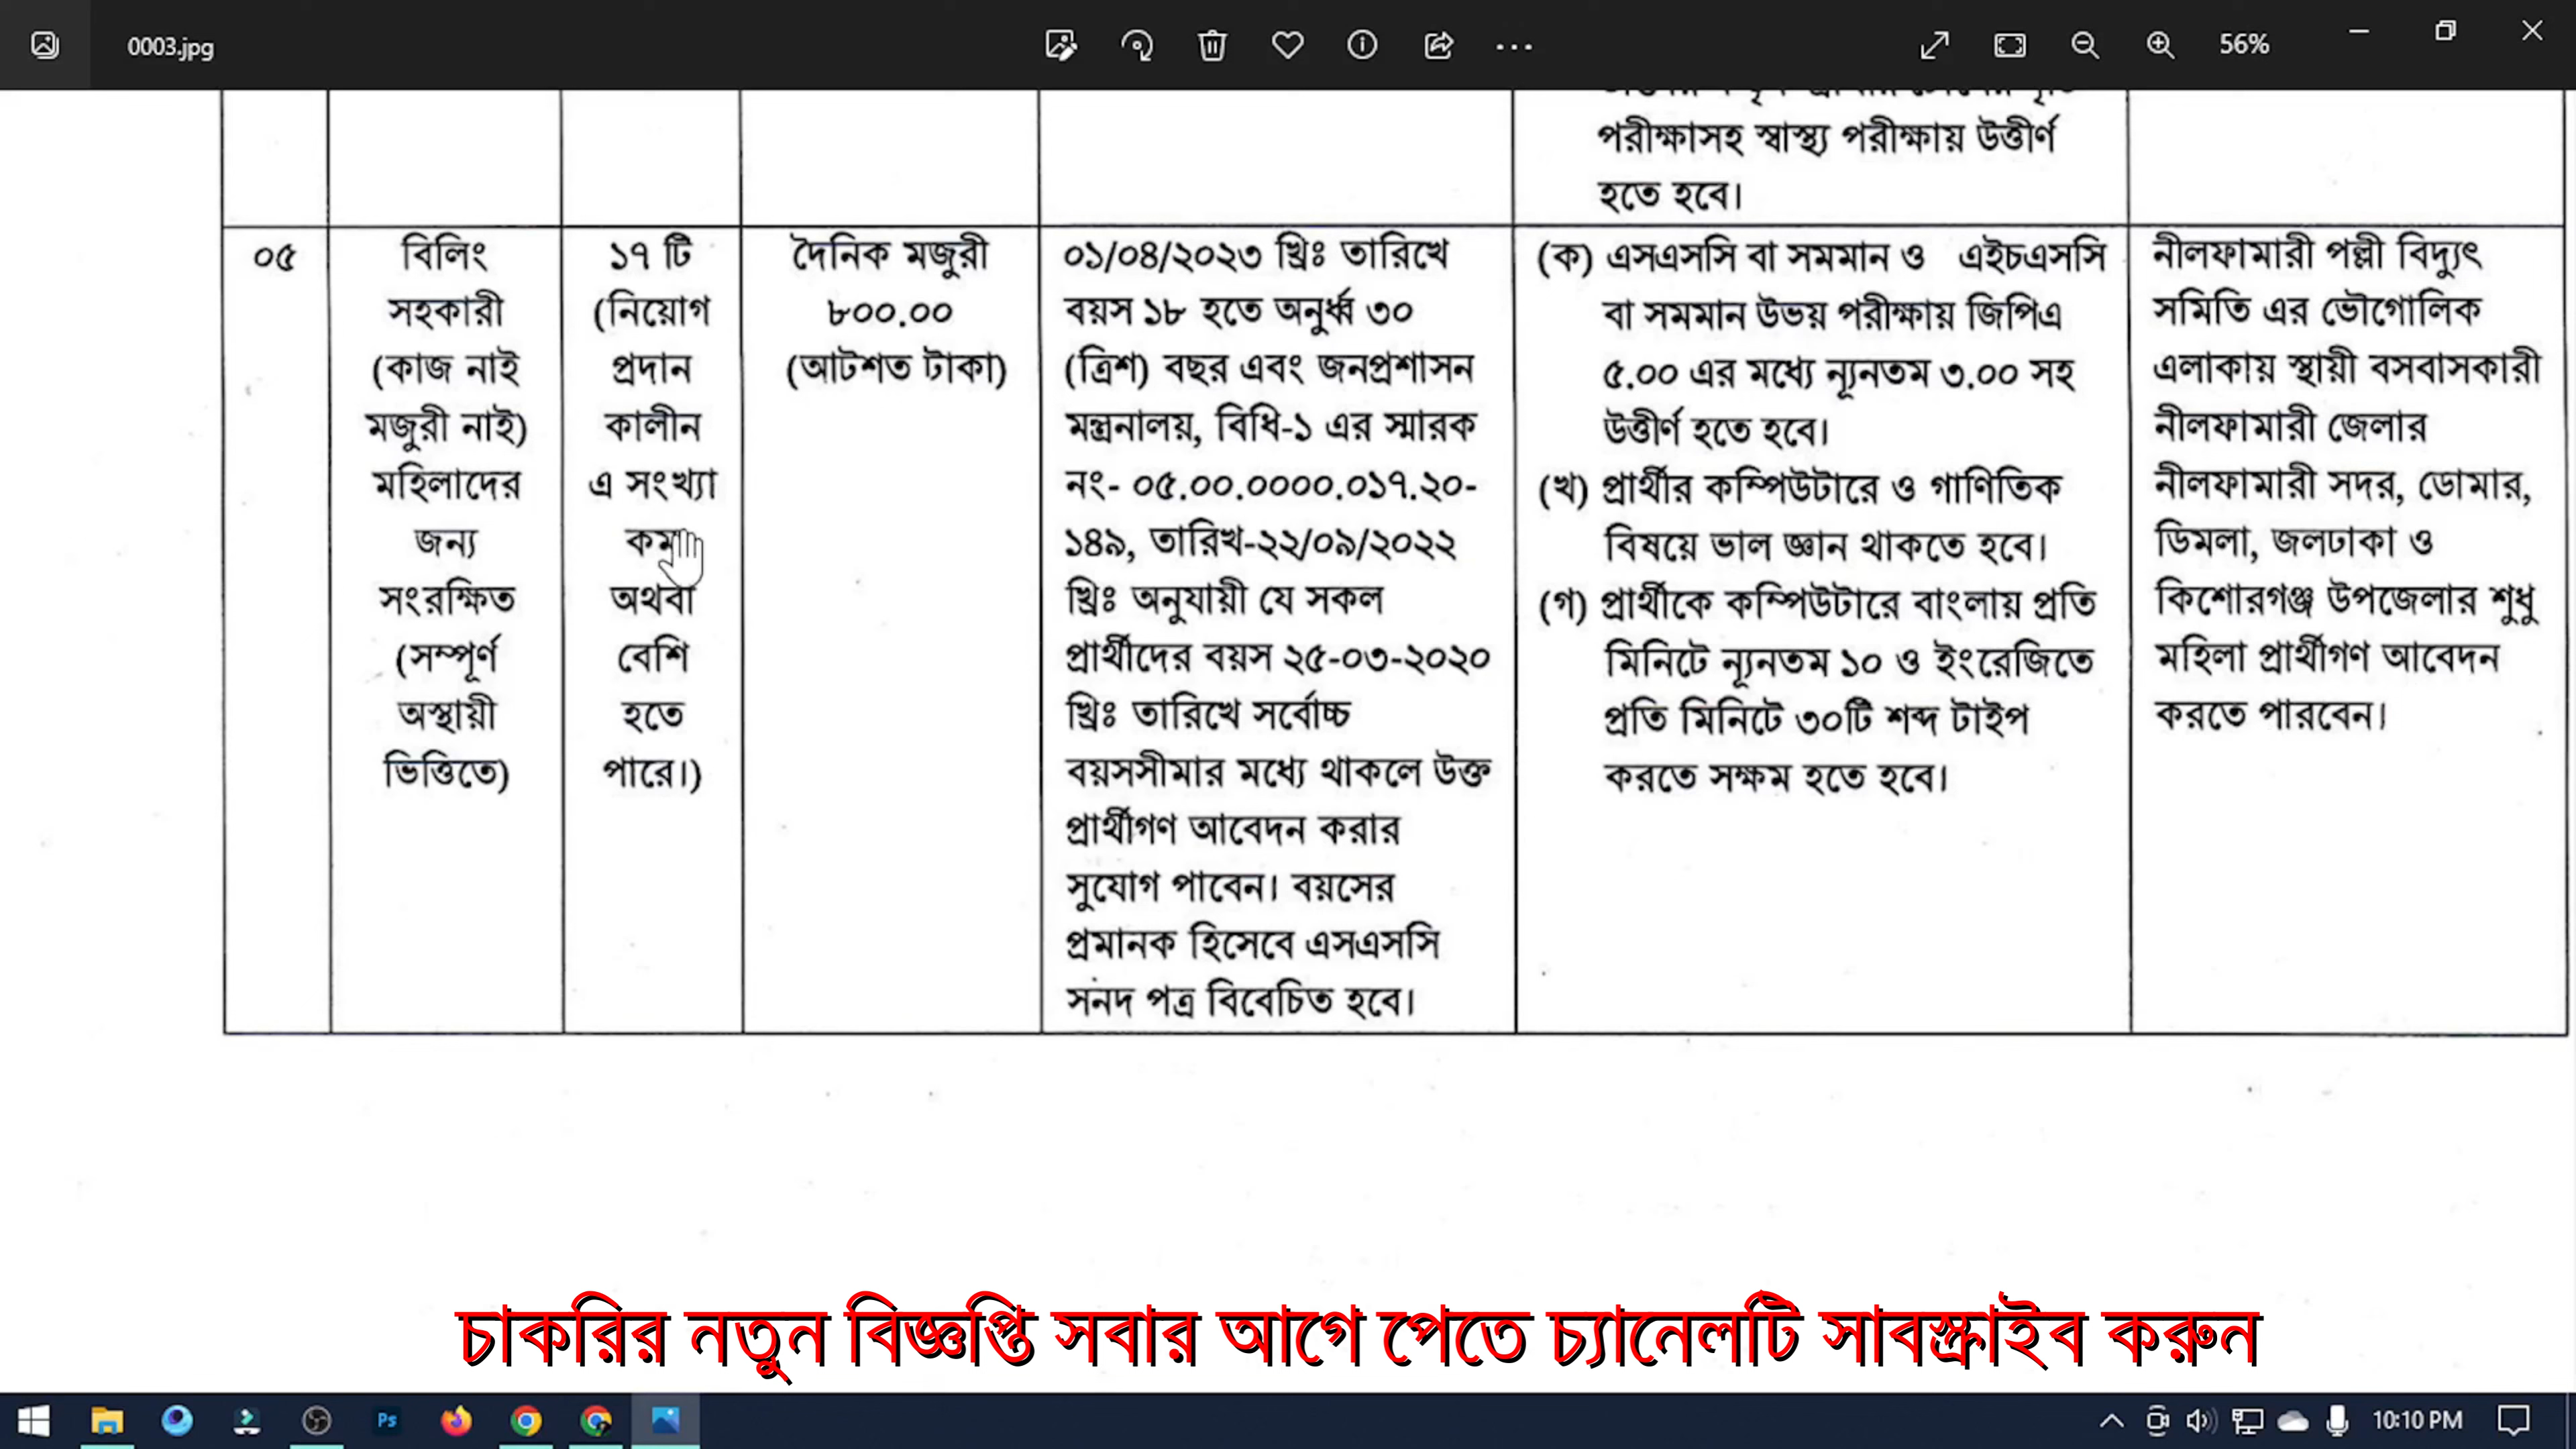 0003.jpg
56%
পরীক্ষাসহ স্বাস্থ্য পরীক্ষায় উত্তীর্ণ
হতে হবে।
০৫
বিলিং
সহকারী
(কাজ নাই
মজুরী নাই)
মহিলাদের
জন্য
সংরক্ষিত
(সম্পূর্ণ
অস্থায়ী
ভিত্তিতে)
১৭ টি
(নিয়োগ
প্রদান
কালীন
এ সংখ্যা
কম
অথবা
বেশি
হতে
পারে।)
দৈনিক মজুরী
৮০০.০০
(আটশত টাকা)
০১/০৪/২০২৩ খ্রিঃ তারিখে
বয়স ১৮ হতে অনুর্ধ্ব ৩০
(ত্রিশ) বছর এবং জনপ্রশাসন
মন্ত্রনালয়, বিধি-১ এর স্মারক
নং- ০৫.০০.০০০০.০১৭.২০-
১৪৯, তারিখ-২২/০৯/২০২২
খ্রিঃ অনুযায়ী যে সকল
প্রার্থীদের বয়স ২৫-০৩-২০২০
খ্রিঃ তারিখে সর্বোচ্চ
বয়সসীমার মধ্যে থাকলে উক্ত
প্রার্থীগণ আবেদন করার
সুযোগ পাবেন। বয়সের
প্রমানক হিসেবে এসএসসি
সনদ পত্র বিবেচিত হবে।
(ক) এসএসসি বা সমমান ও এইচএসসি
বা সমমান উভয় পরীক্ষায় জিপিএ
৫.০০ এর মধ্যে ন্যূনতম ৩.০০ সহ
উত্তীর্ণ হতে হবে।
(খ) প্রার্থীর কম্পিউটারে ও গাণিতিক
বিষয়ে ভাল জ্ঞান থাকতে হবে।
(গ) প্রার্থীকে কম্পিউটারে বাংলায় প্রতি
মিনিটে ন্যূনতম ১০ ও ইংরেজিতে
প্রতি মিনিটে ৩০টি শব্দ টাইপ
করতে সক্ষম হতে হবে।
নীলফামারী পল্লী বিদ্যুৎ
সমিতি এর ভৌগোলিক
এলাকায় স্থায়ী বসবাসকারী
নীলফামারী জেলার
নীলফামারী সদর, ডোমার,
ডিমলা, জলঢাকা ও
কিশোরগঞ্জ উপজেলার শুধু
মহিলা প্রার্থীগণ আবেদন
করতে পারবেন।
চাকরির নতুন বিজ্ঞপ্তি সবার আগে পেতে চ্যানেলটি সাবস্ক্রাইব করুন
Ps
10:10 PM